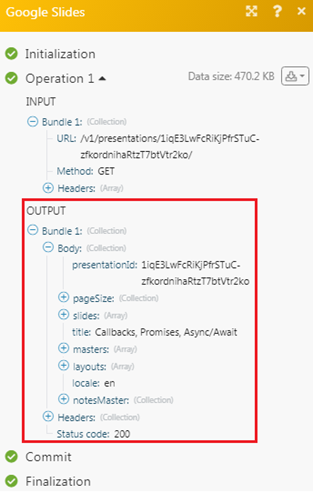 Google Slides
Initialization
Operation 1
Data size: 470.2 KB
INPUT
Bundle 1: (Collection)
URL: /v1/presentations/1iqE3LwFcRiKjPfrSTuC-
zfkordnihaRtzT7btVtr2ko/
Method: GET
Headers: (Array)
OUTPUT
Bundle 1: (Collection)
Body: (Collection)
presentationId: 1iqE3LwFcRiKjPfrSTuC-
zfkordnihaRtzT7btVtr2ko
pageSize: (Collection)
slides: (Array)
title: Callbacks, Promises, Async/Await
masters: (Array)
layouts: (Array)
locale: en
notesMaster: (Collection)
Headers: (Collection)
Status code: 200
Commit
Finalization